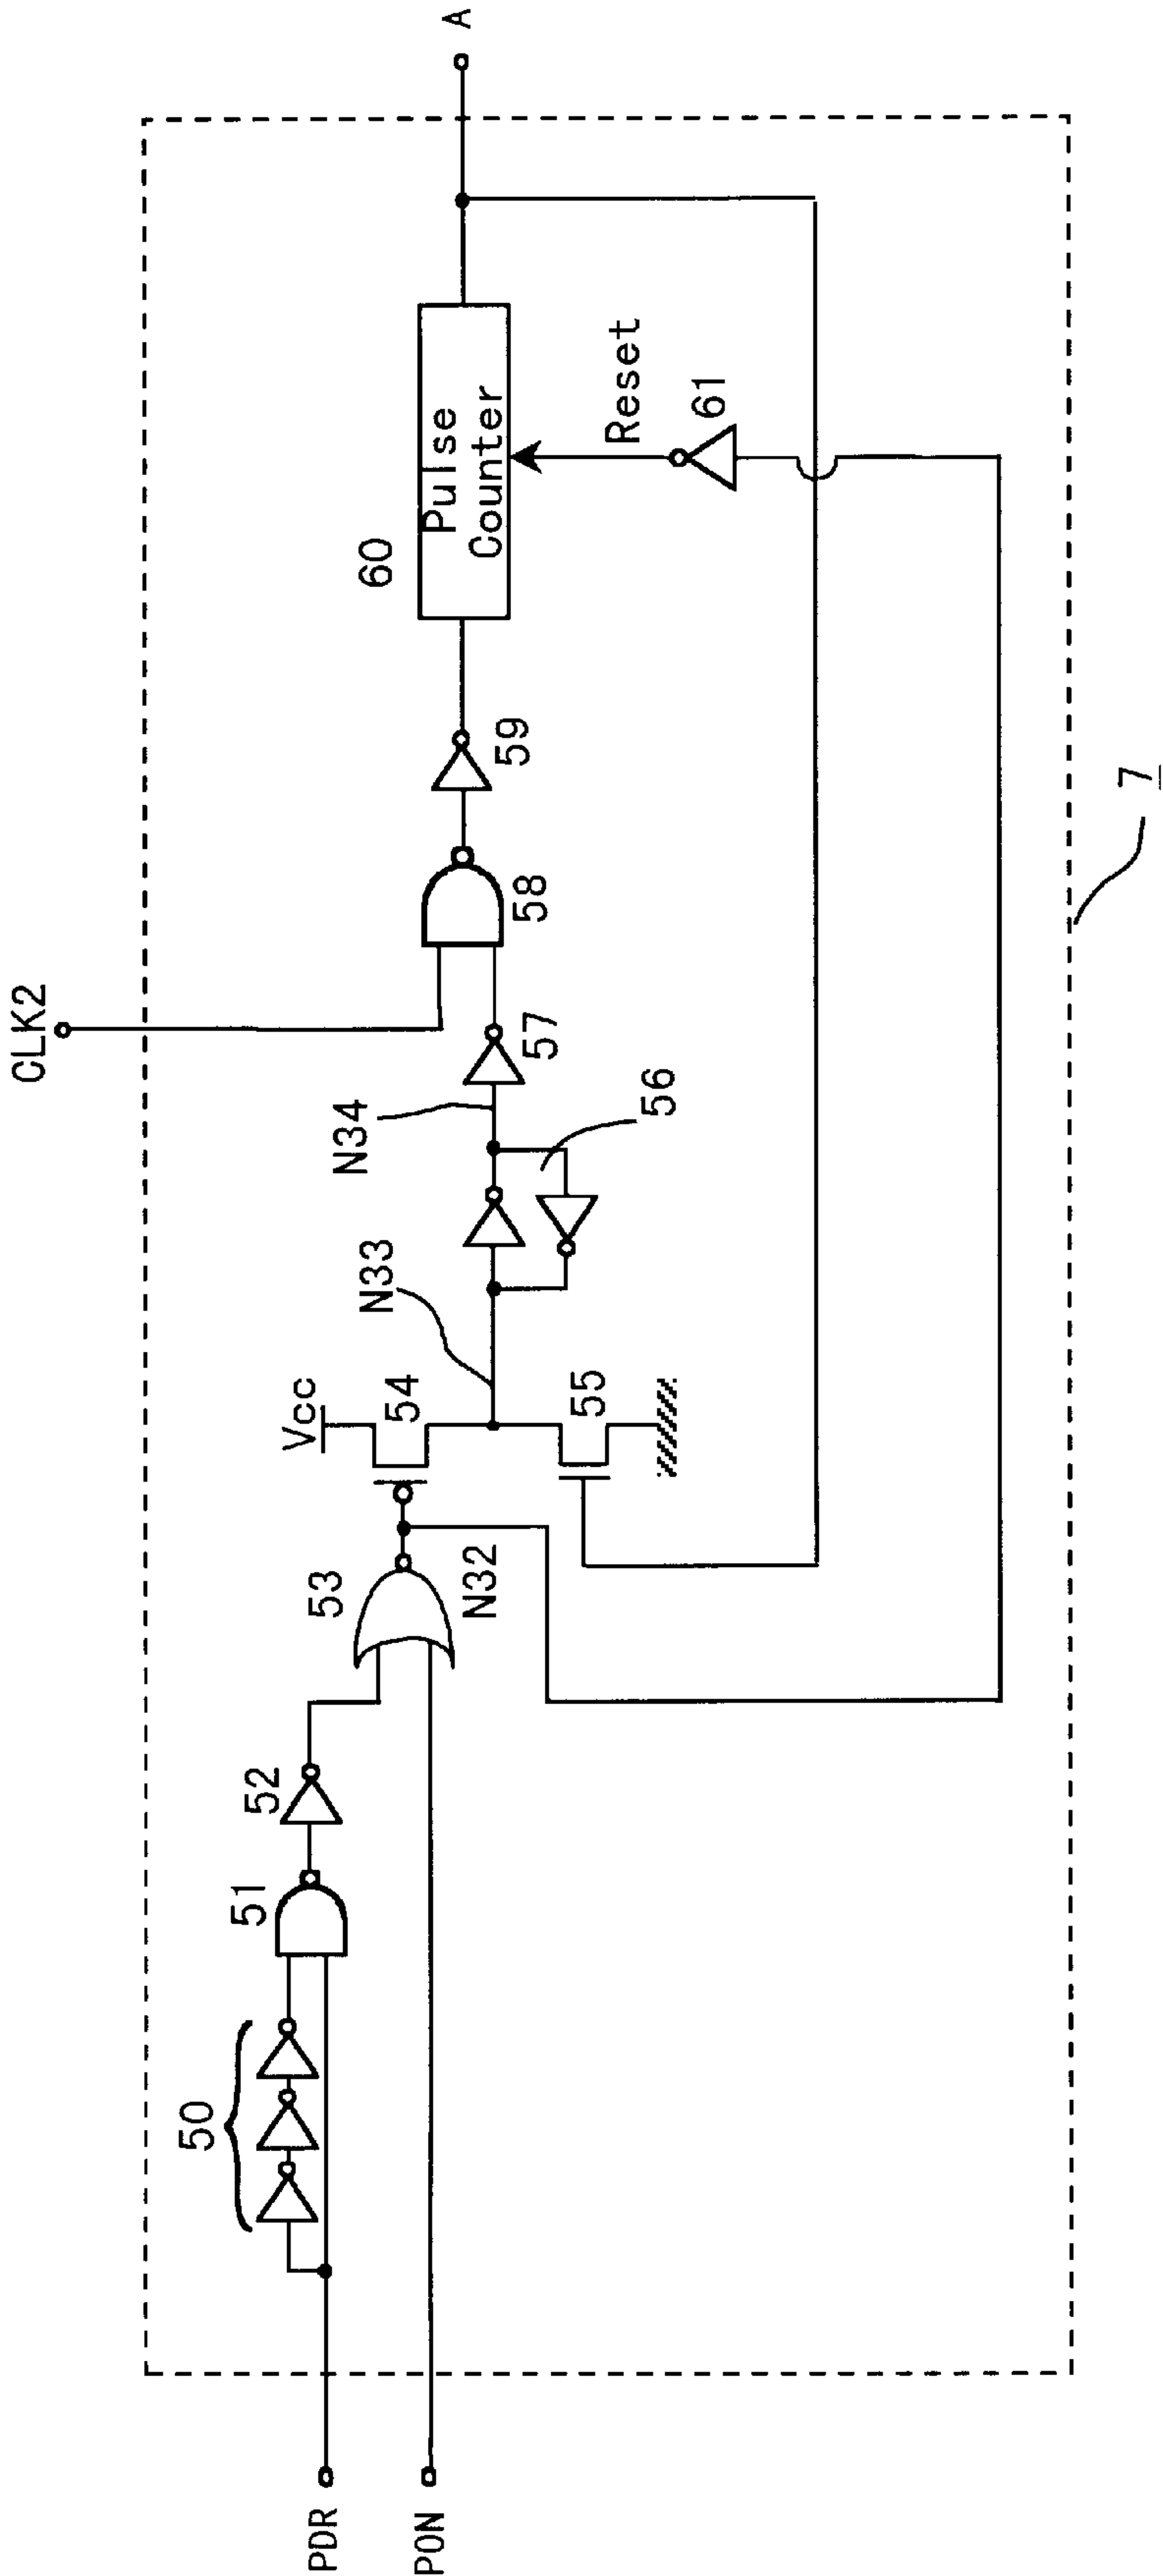 PDR
PON
50
51
52
53
N32
Vcc
54
55
N33
N34
56
57
CLK2
58
59
60
Pulse
Counter
Reset
61
A
7